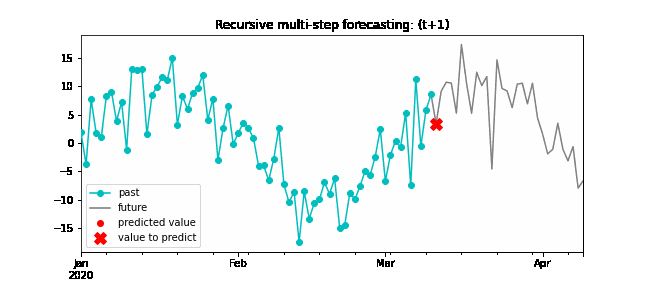 Recursive multi-step forecasting: (t+1)
15
10
5
0
−5
−10
−15
past
future
predicted value
value to predict
Jan Feb Mar Apr
2020